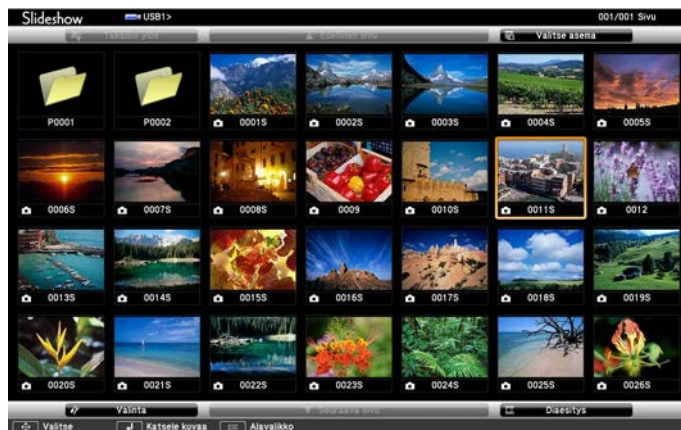 Slideshow USB1> 001/001 Sivu
Takaisin ylös Edellinen sivu Valitse asema
P0001 P0002 0001S 0002S 0003S 0004S 0005S
0006S 0007S 0008S 0009 0010S 0011S 0012
0013S 0014S 0015S 0016S 0017S 0018S 0019S
0020S 0021S 0022S 0023S 0024S 0025S 0026S
Valinta Seuraava sivu Diaesitys
Valitse Katsele kuvaa ESC Alavalikko